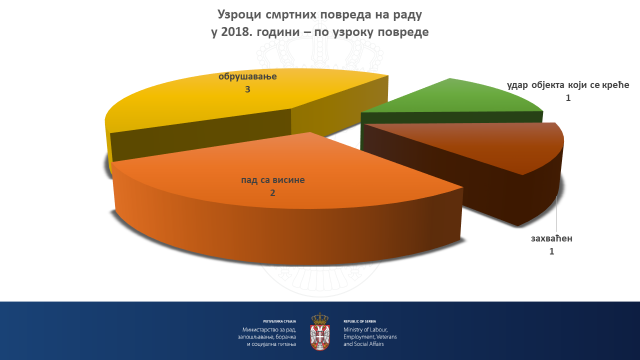 Узроци смртних повреда на раду
у 2018. години – по узроку повреде
обрушавање
3
удар објекта који се креће
1
пад са висине
2
захваћен
1
РЕПУБЛИКА СРБИЈА
Министарство за рад,
запошљавање, борачка
и социјална питања
REPUBLIC OF SERBIA
Ministry of Labour,
Employment, Veterans
and Social Affairs